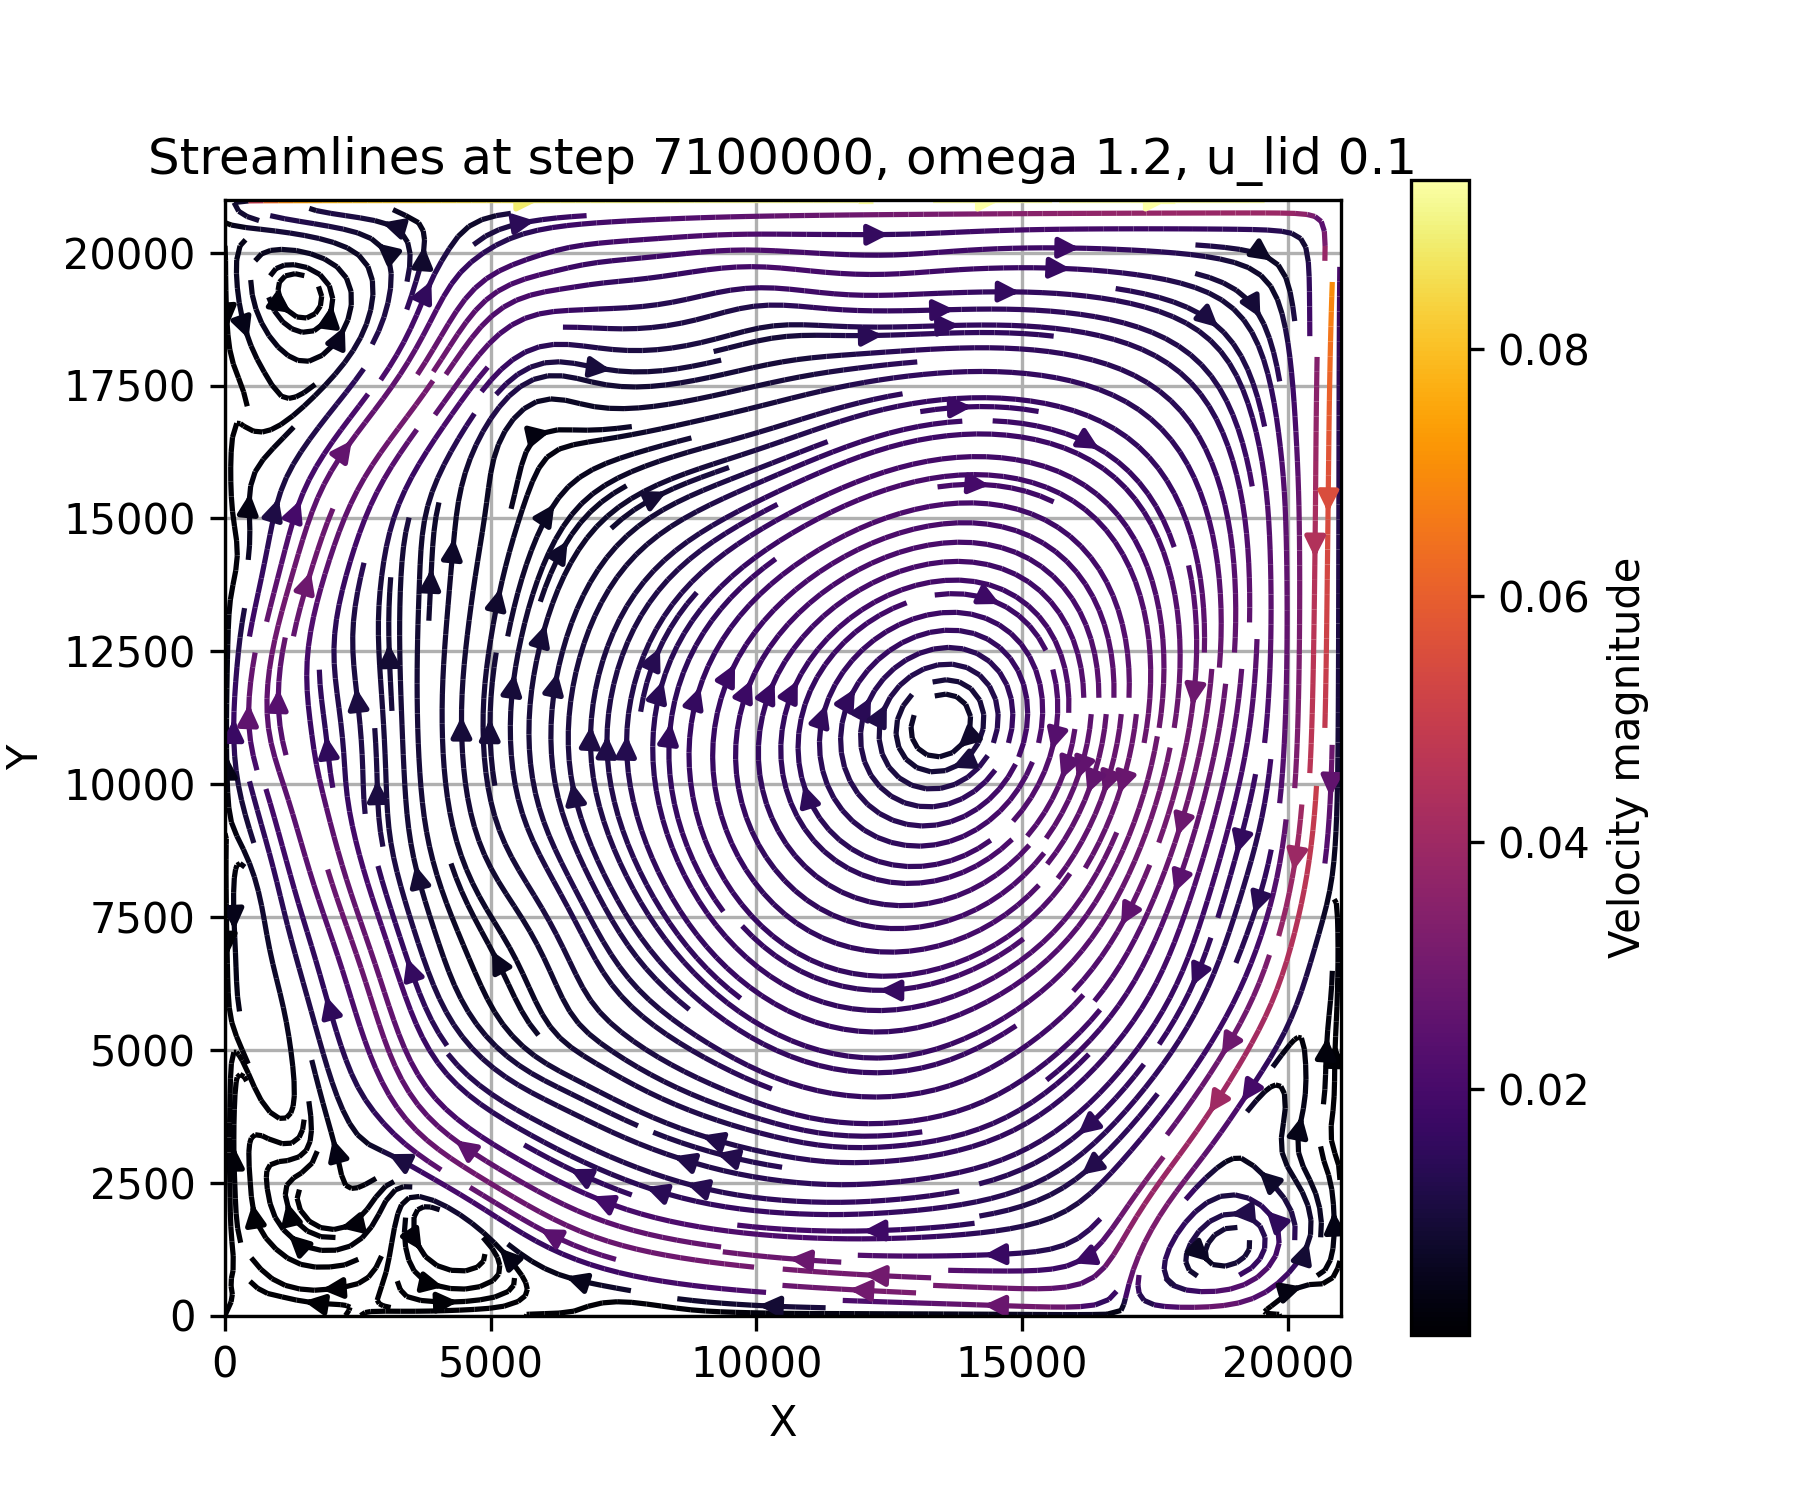 Streamlines at step 7100000, omega 1.2, u_lid 0.1
20000
17500
15000
12500
10000
7500
5000
2500
0
Y
0 5000 10000 15000 20000
X
0.08
0.06
0.04
0.02
Velocity magnitude